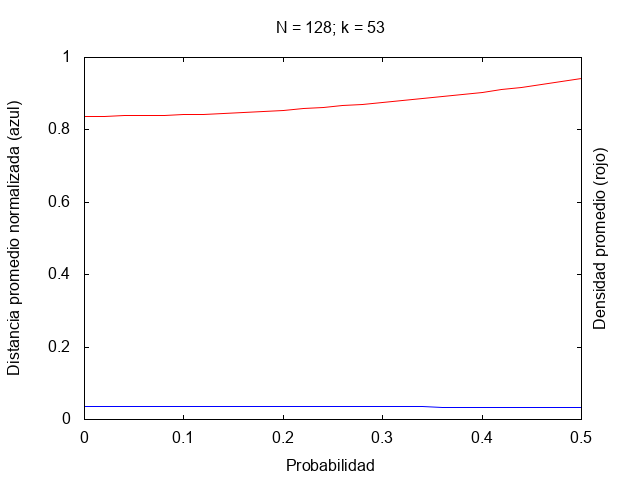 N = 128; k = 53
Distancia promedio normalizada (azul)
1
0.8
0.6
0.4
0.2
0
Densidad promedio (rojo)
0 0.1 0.2 0.3 0.4 0.5
Probabilidad